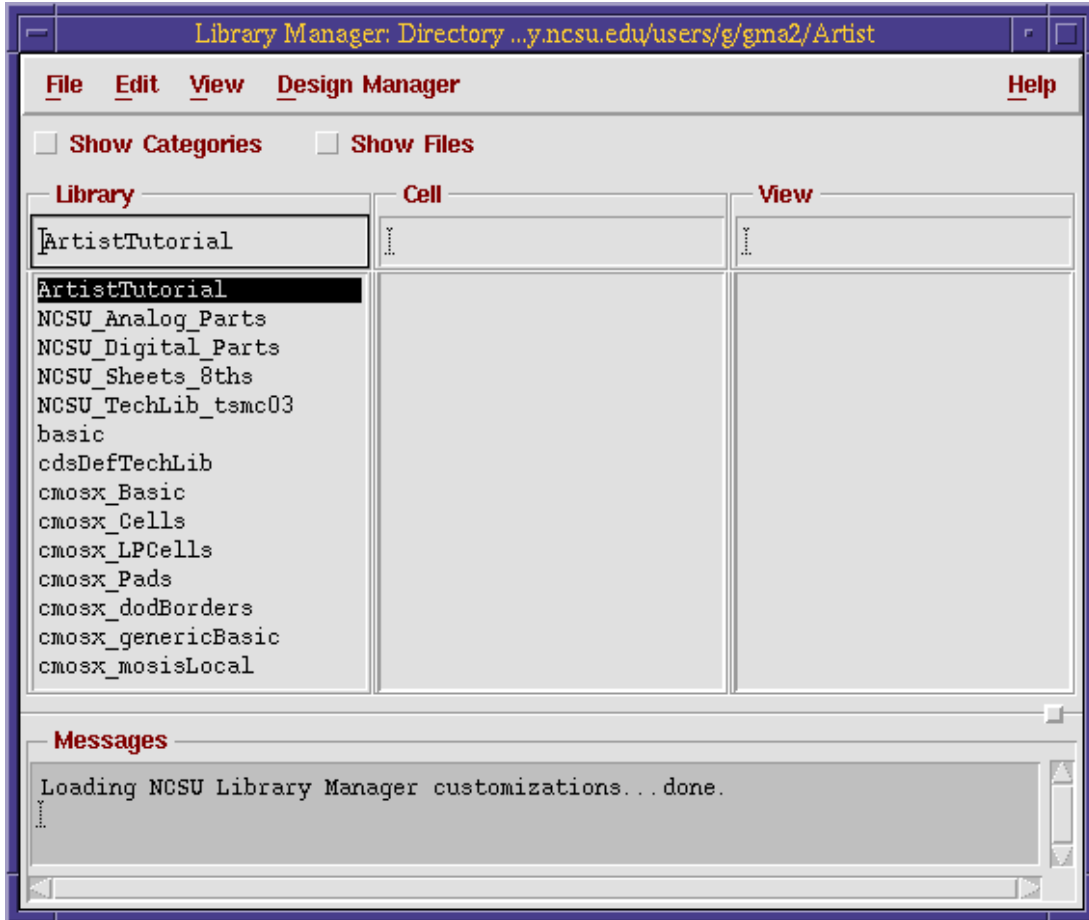 Library Manager: Directory ...y.ncsu.edu/users/g/gma2/Artist
File Edit View Design Manager Help
Show Categories Show Files
Library Cell View
ArtistTutorial
ArtistTutorial
NCSU_Analog_Parts
NCSU_Digital_Parts
NCSU_Sheets_8ths
NCSU_TechLib_tsmc03
basic
cdsDefTechLib
cmosx_Basic
cmosx_Cells
cmosx_LPCells
cmosx_Pads
cmosx_dodBorders
cmosx_genericBasic
cmosx_mosisLocal
Messages
Loading NCSU Library Manager customizations...done.